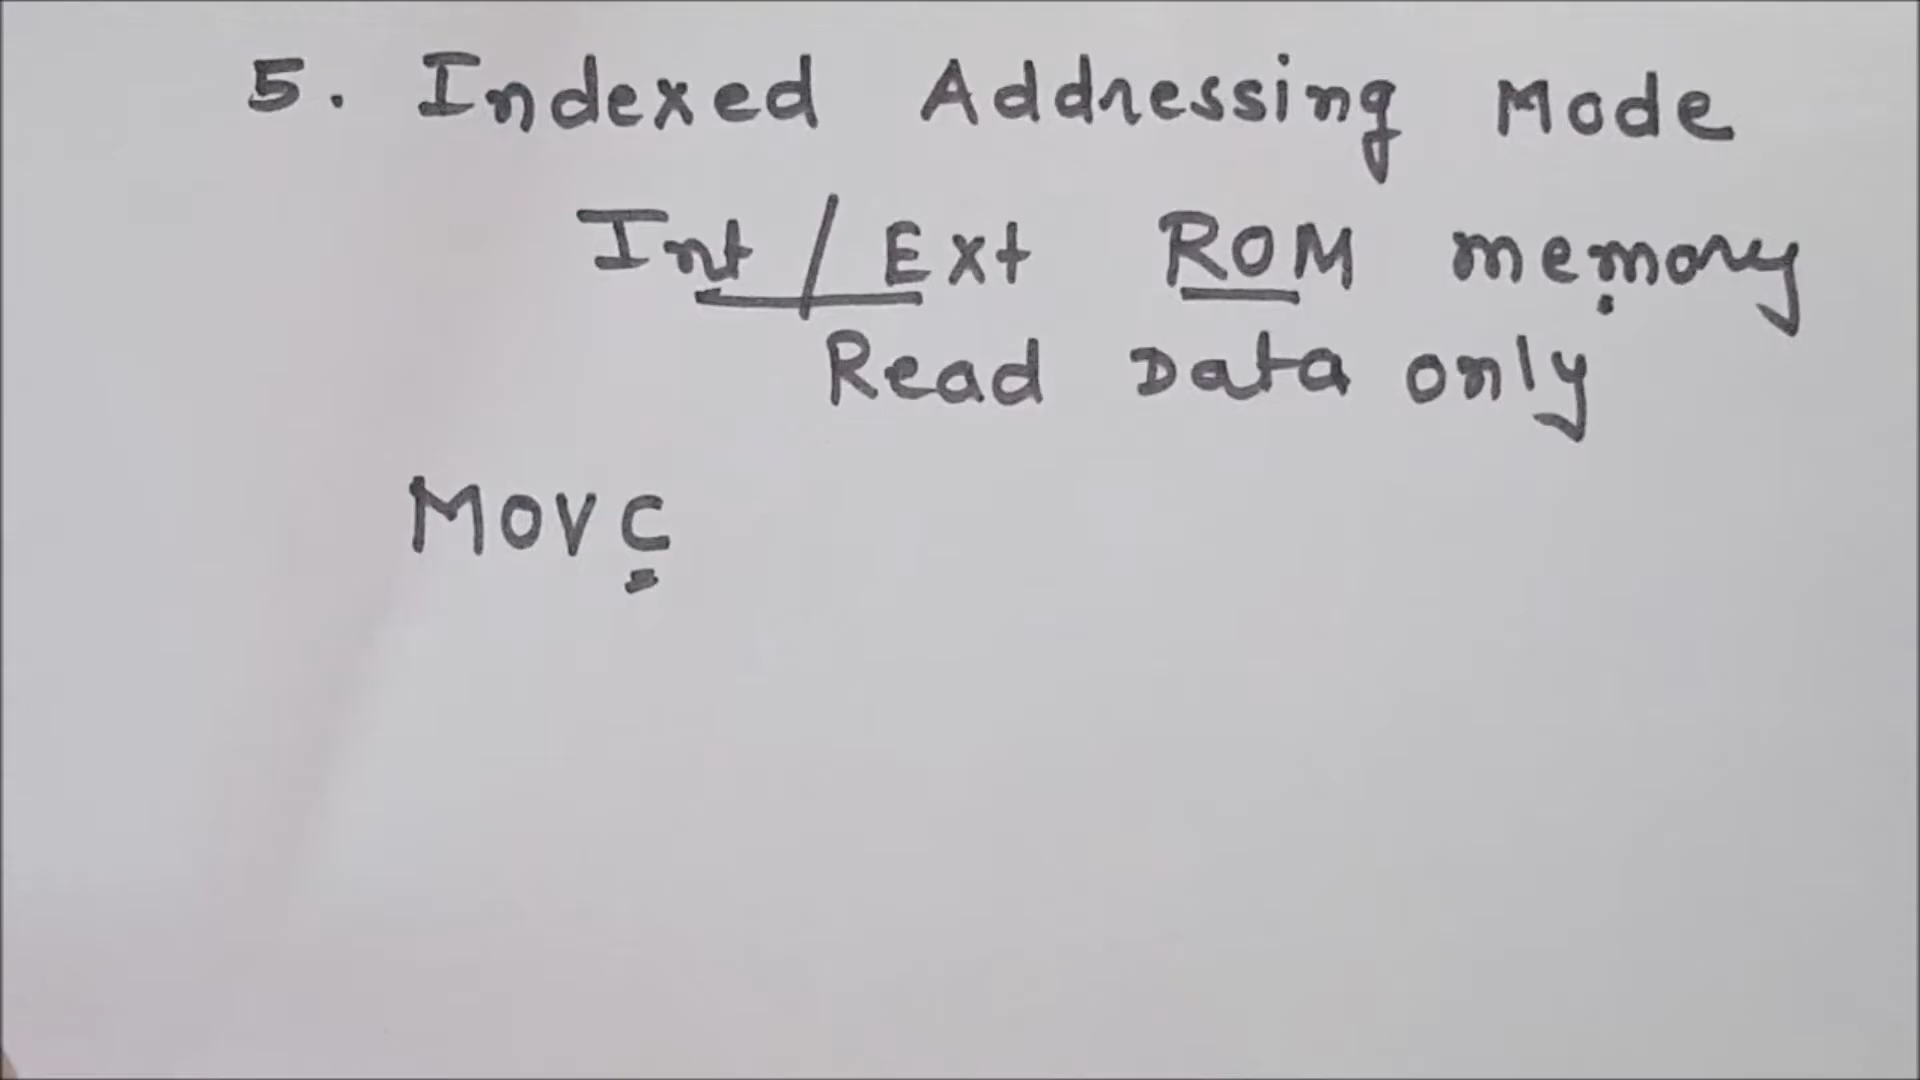 5. Indexed Addressing Mode
Int / Ext ROM memory
Read Data only
MOVC